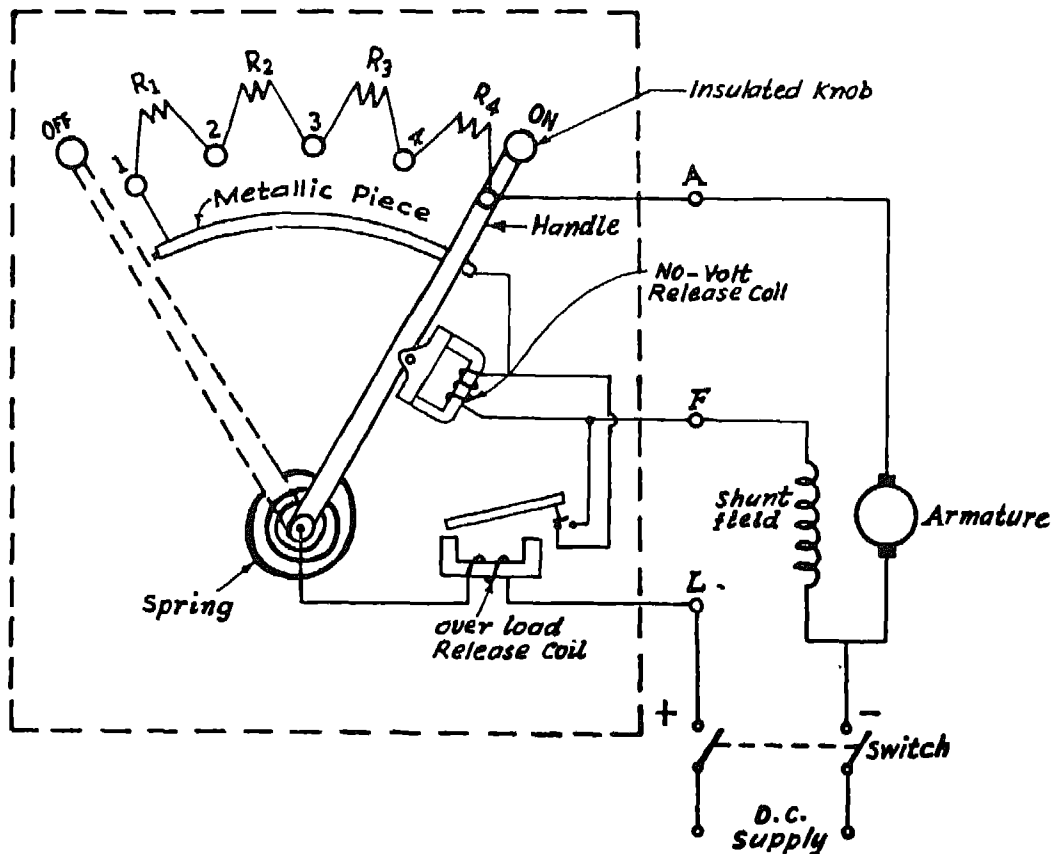 R1
R2
R3
R4
OFF
ON
Insulated Knob
1
2
3
4
Metallic Piece
A
Handle
No-Volt
Release Coil
F
Shunt
field
Armature
Spring
L
over load
Release Coil
+
-
Switch
D.C.
Supply